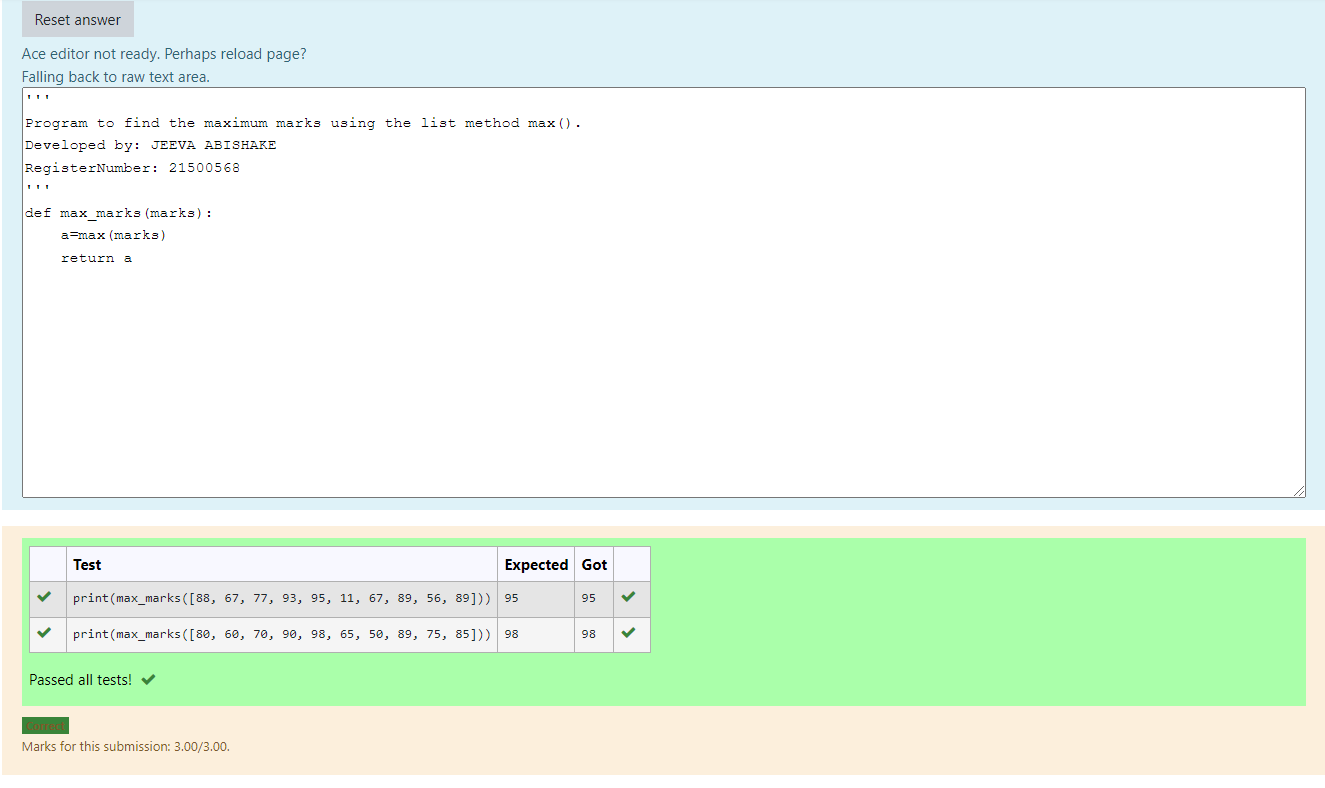 Reset answer
Ace editor not ready. Perhaps reload page?
Falling back to raw text area.
'''
Program to find the maximum marks using the list method max().
Developed by: JEEVA ABISHAKE
RegisterNumber: 21500568
'''
def max_marks(marks):
    a=max(marks)
    return a
Test Expected Got
print(max_marks([88, 67, 77, 93, 95, 11, 67, 89, 56, 89])) 95 95
print(max_marks([80, 60, 70, 90, 98, 65, 50, 89, 75, 85])) 98 98
Passed all tests!
Correct
Marks for this submission: 3.00/3.00.